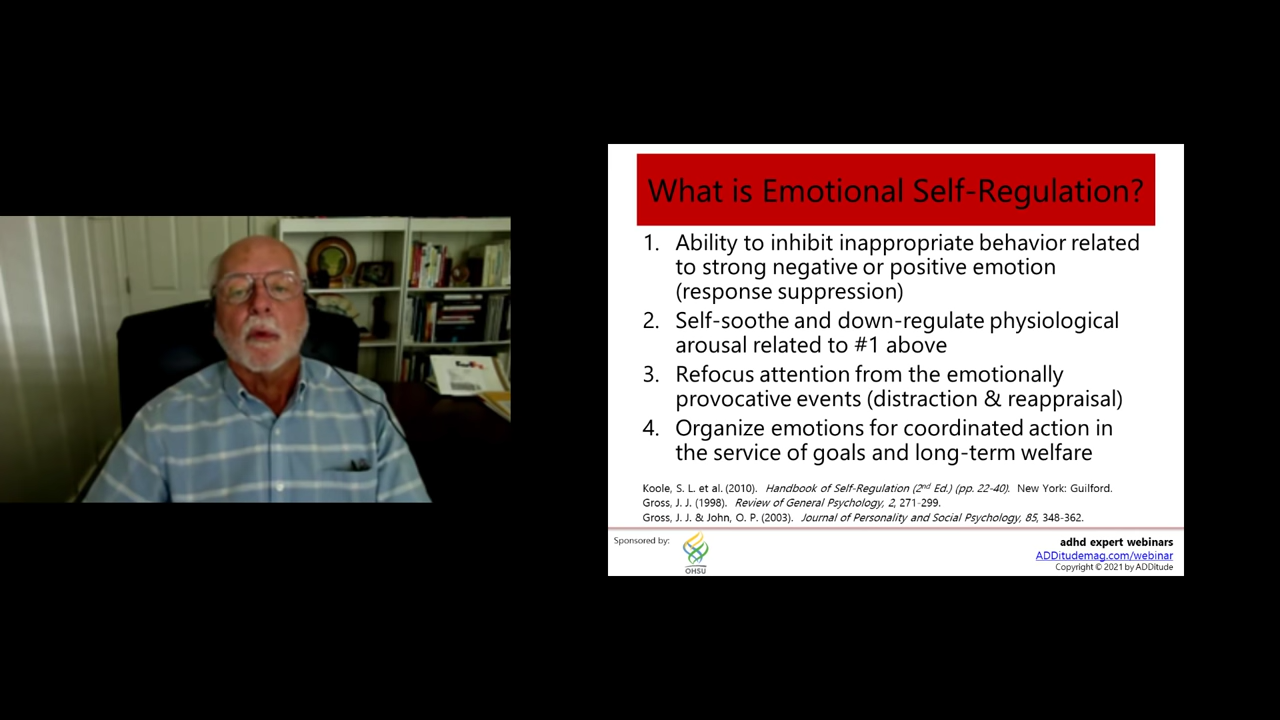 What is Emotional Self-Regulation?
1. Ability to inhibit inappropriate behavior related
to strong negative or positive emotion
(response suppression)
2. Self-soothe and down-regulate physiological
arousal related to #1 above
3. Refocus attention from the emotionally
provocative events (distraction & reappraisal)
4. Organize emotions for coordinated action in
the service of goals and long-term welfare
Koole, S. L. et al. (2010). Handbook of Self-Regulation (2nd Ed.) (pp. 22-40). New York: Guilford.
Gross, J. J. (1998). Review of General Psychology, 2, 271-299.
Gross, J. J. & John, O. P. (2003). Journal of Personality and Social Psychology, 85, 348-362.
Sponsored by:
OHSU
adhd expert webinars
ADDitudemag.com/webinar
Copyright © 2021 by ADDitude